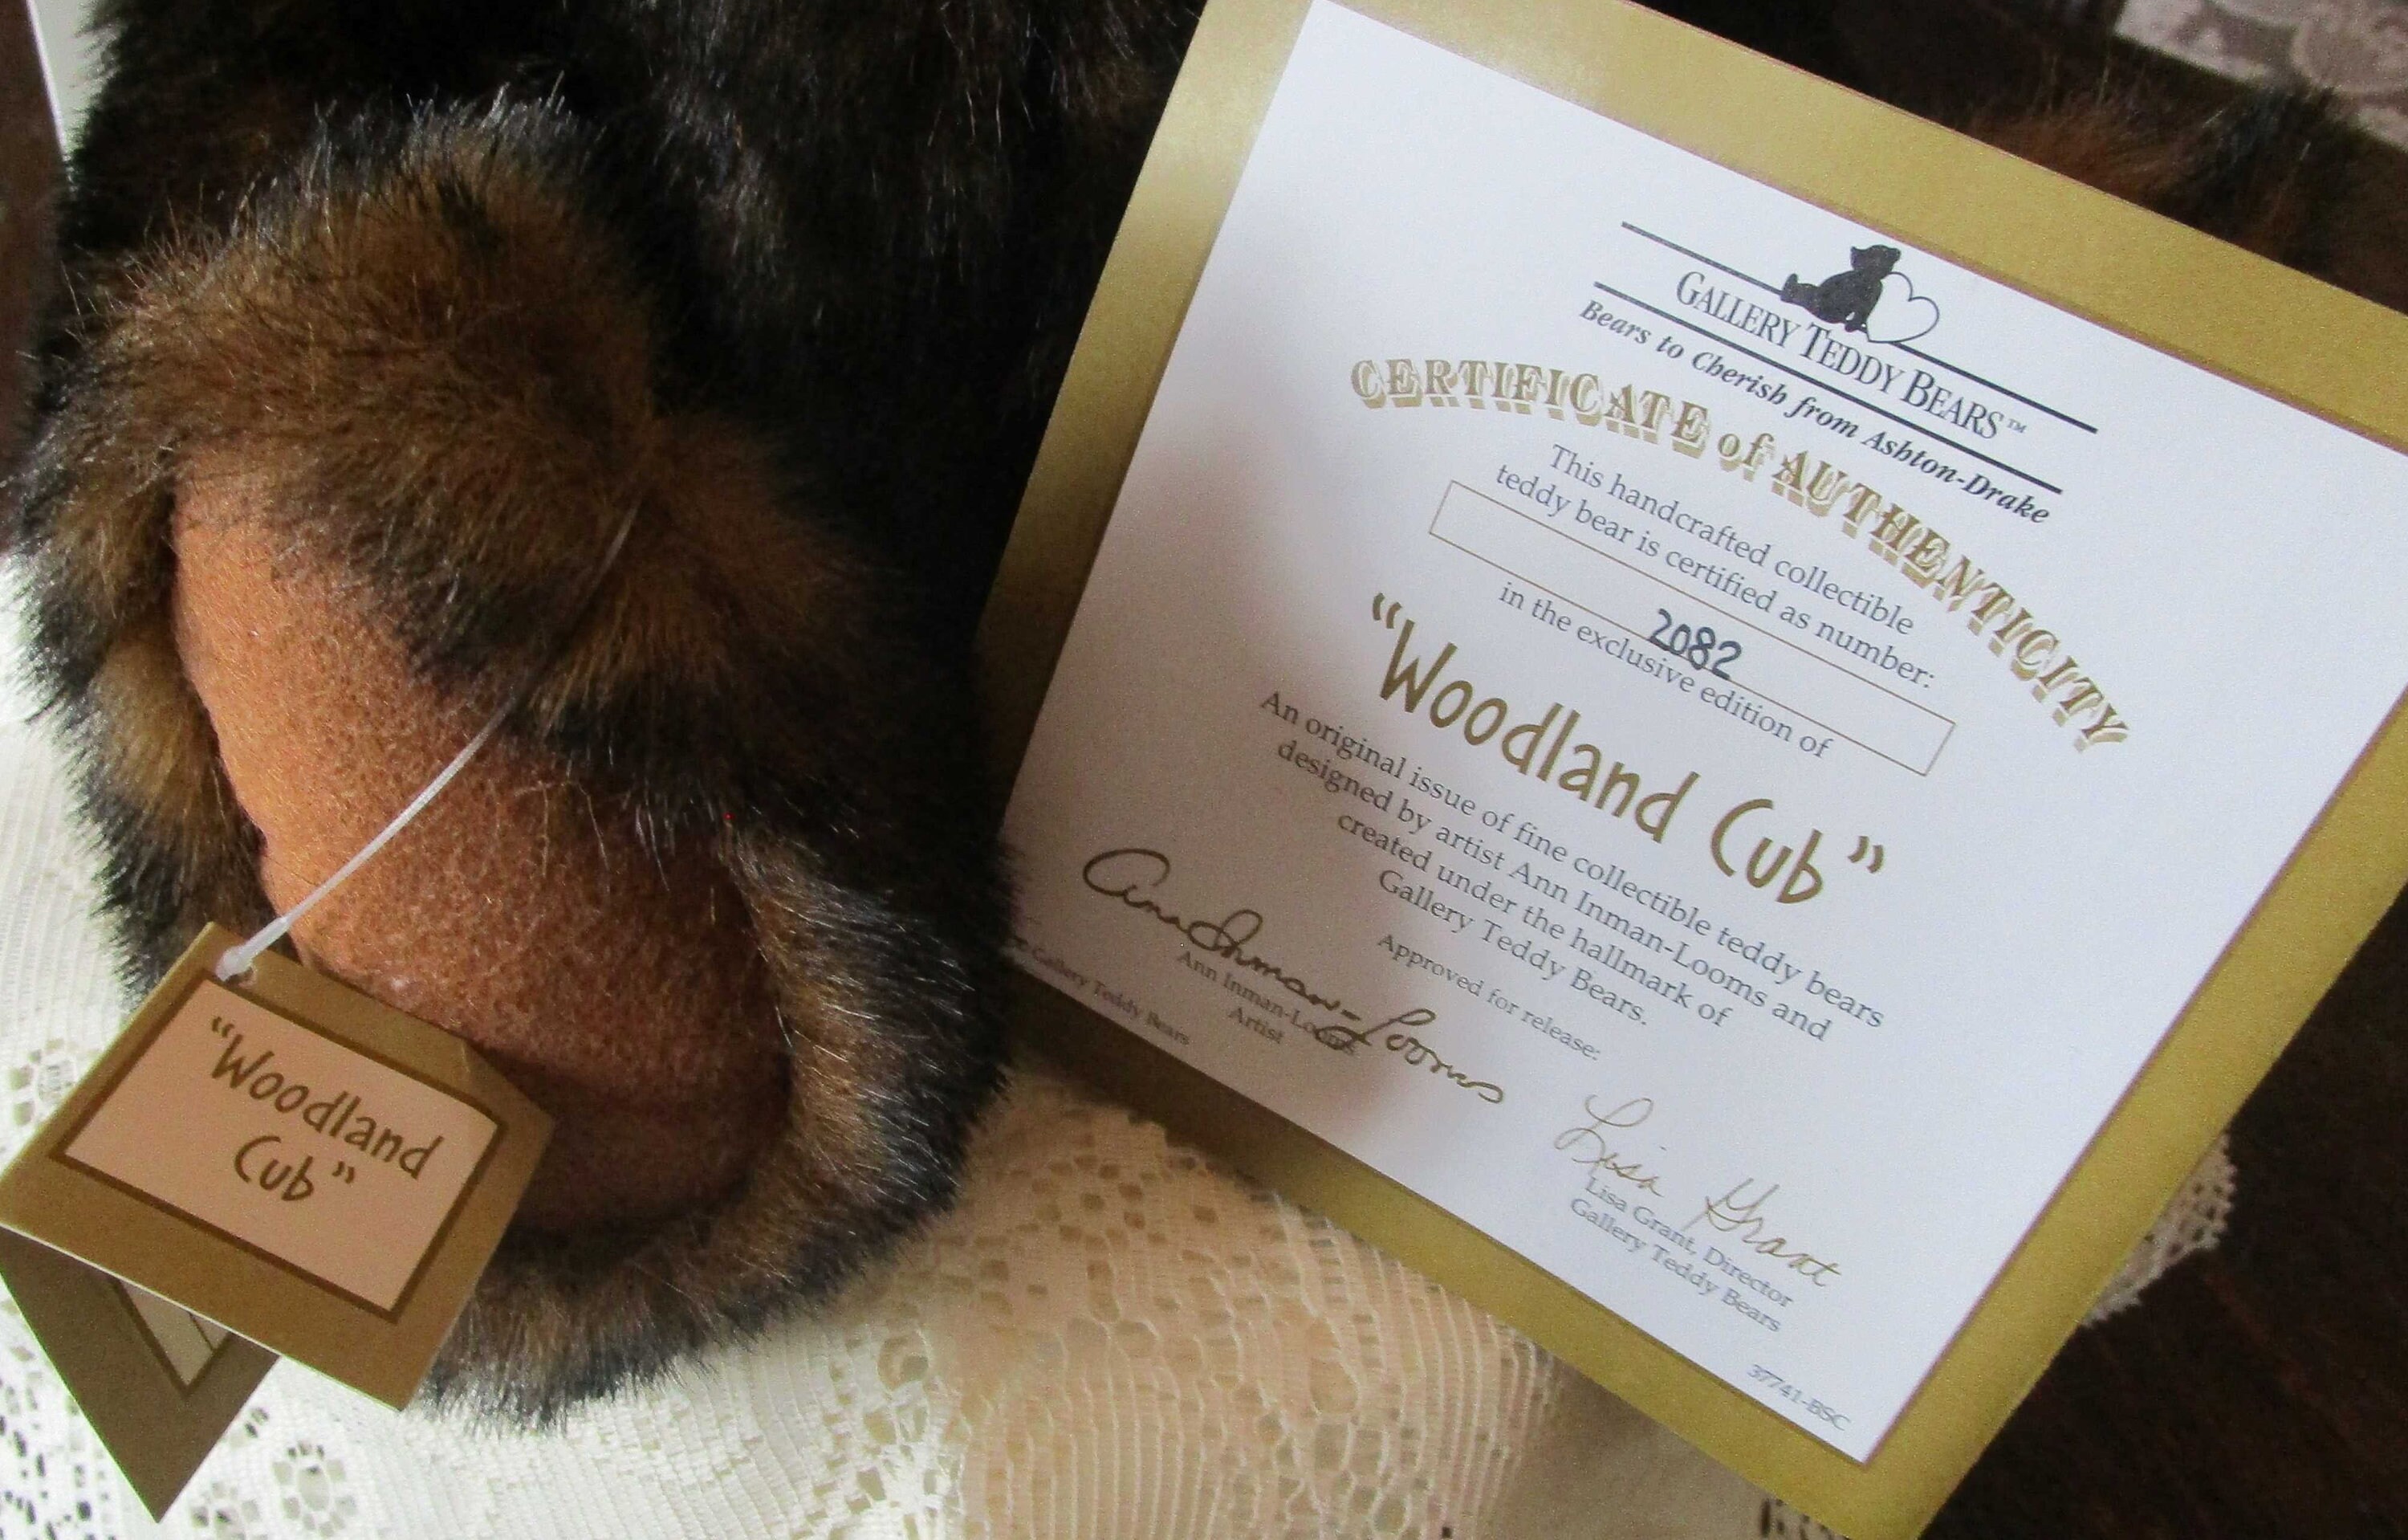 GALLERY TEDDY BEARS™
Bears to Cherish from Ashton-Drake
CERTIFICATE of AUTHENTICITY
This handcrafted collectible
teddy bear is certified as number:
2082
in the exclusive edition of
"Woodland Cub"
An original issue of fine collectible teddy bears
designed by artist Ann Inman-Looms and
created under the hallmark of
Gallery Teddy Bears.
Approved for release:
Ann Inman-Looms
Ann Inman-Looms
Artist
Gallery Teddy Bears
Lisa Grant
Lisa Grant, Director
Gallery Teddy Bears
37741-BSC
"Woodland
Cub"